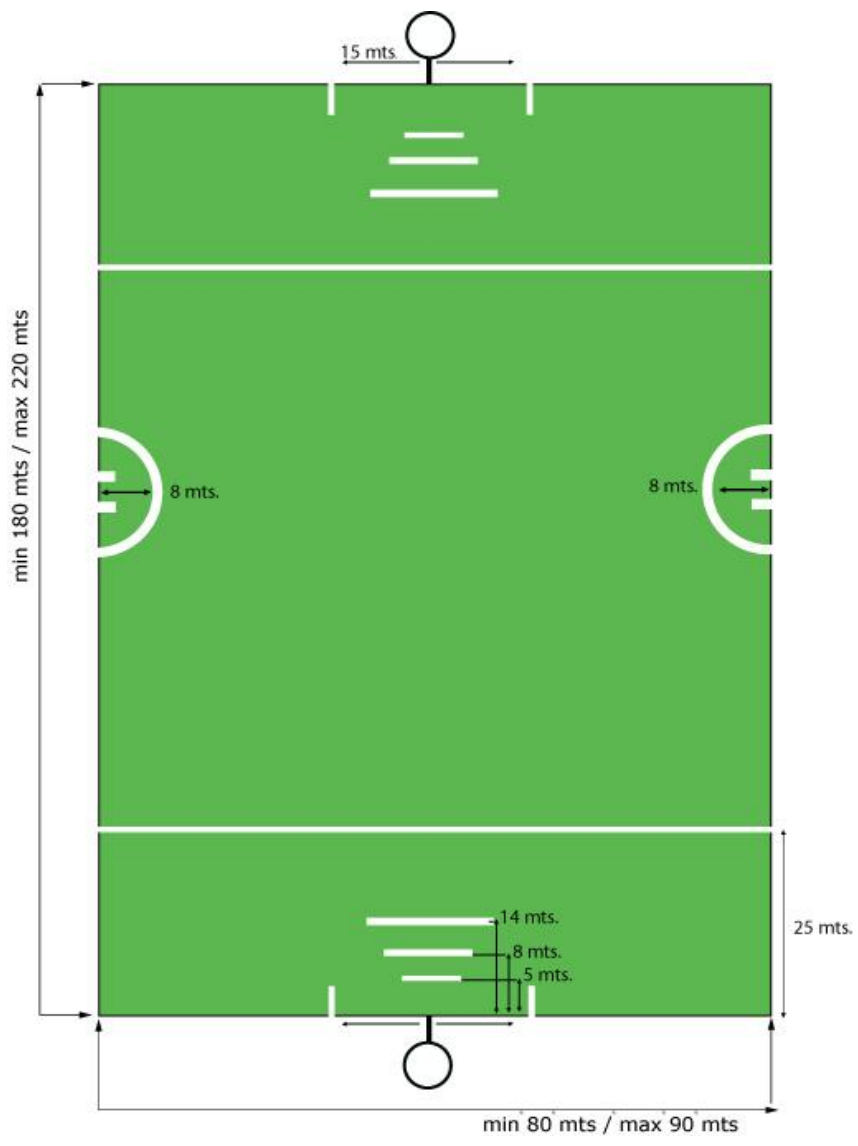 15 mts.
min 180 mts / max 220 mts
8 mts.
8 mts.
14 mts.
8 mts.
5 mts.
25 mts.
min 80 mts / max 90 mts